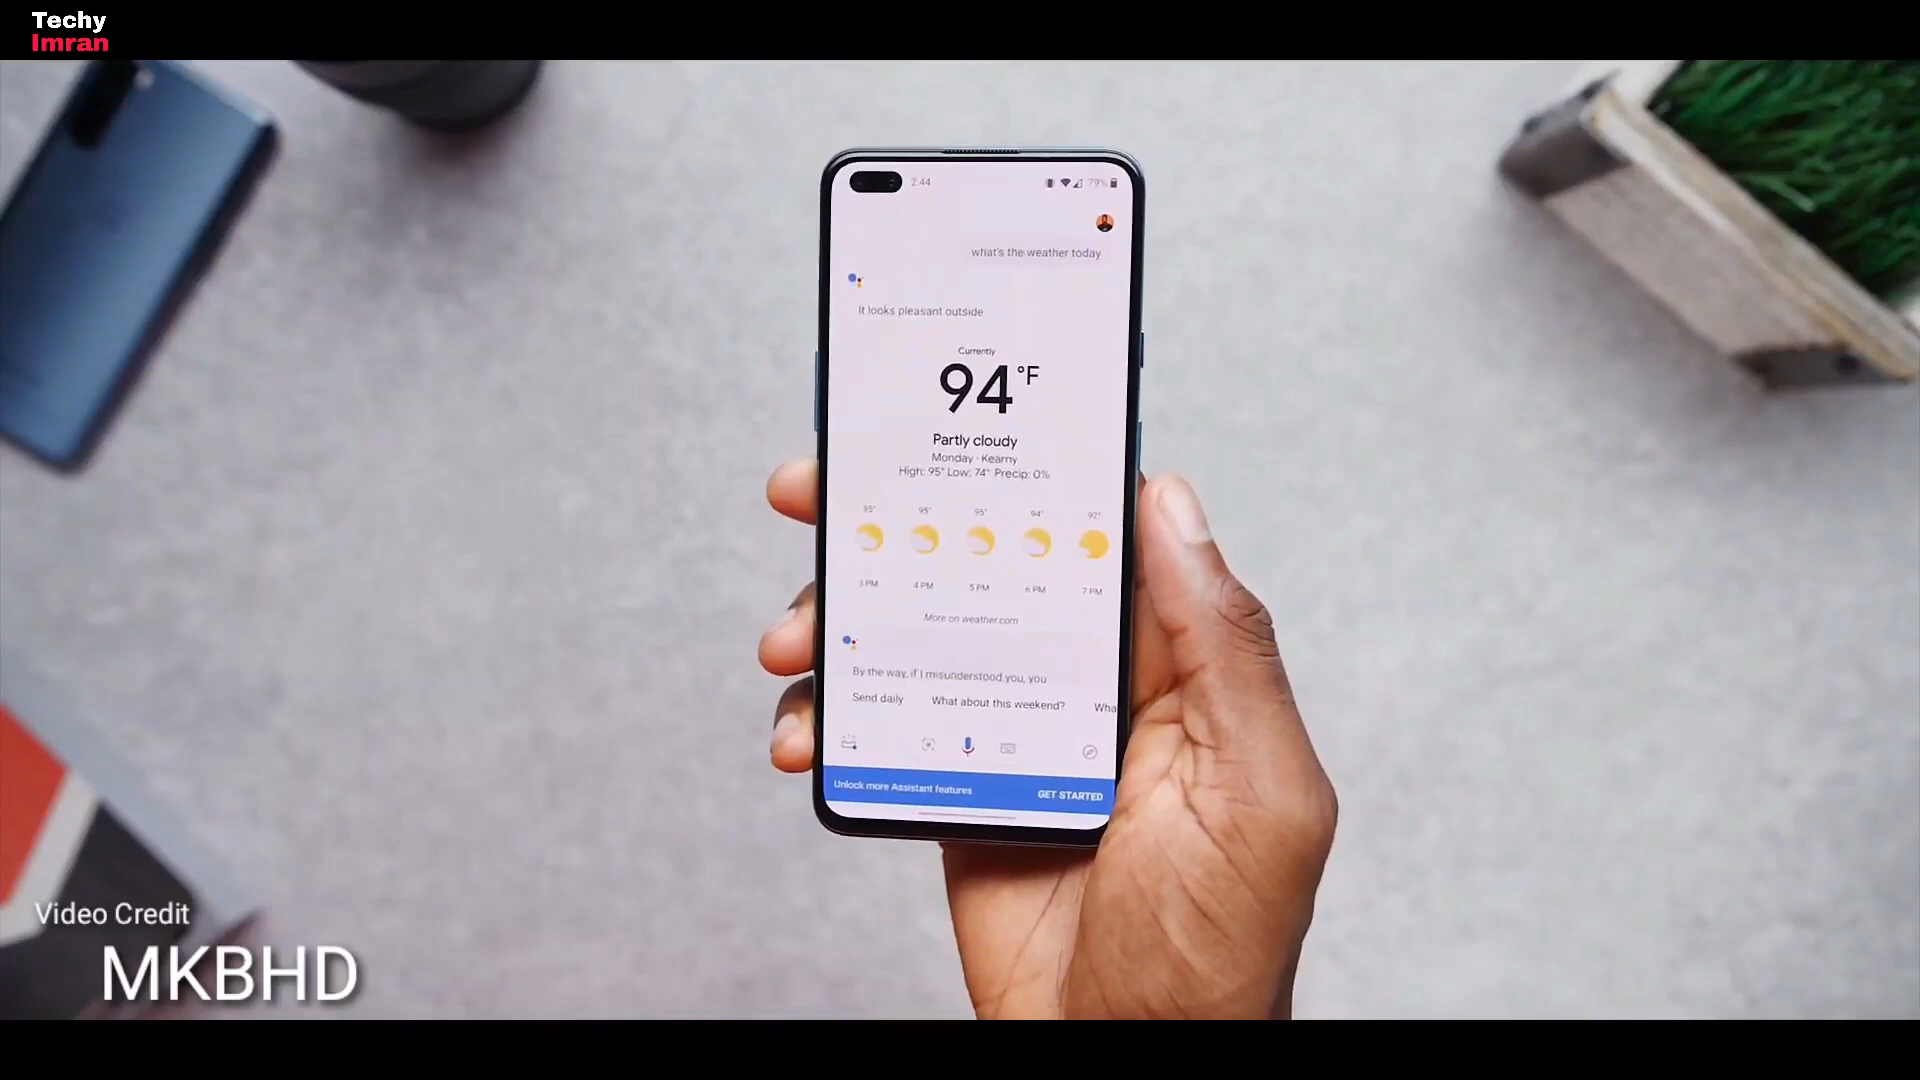 Techy
Imran
2:44
79%
what's the weather today
It looks pleasant outside
Currently
94 °F
Partly cloudy
Monday · Kearny
High: 95° Low: 74° Precip: 0%
95° 95° 95° 94° 92°
3 PM 4 PM 5 PM 6 PM 7 PM
More on weather.com
By the way, if I misunderstood you, you
Send daily What about this weekend? Wha
Unlock more Assistant features GET STARTED
Video Credit
MKBHD